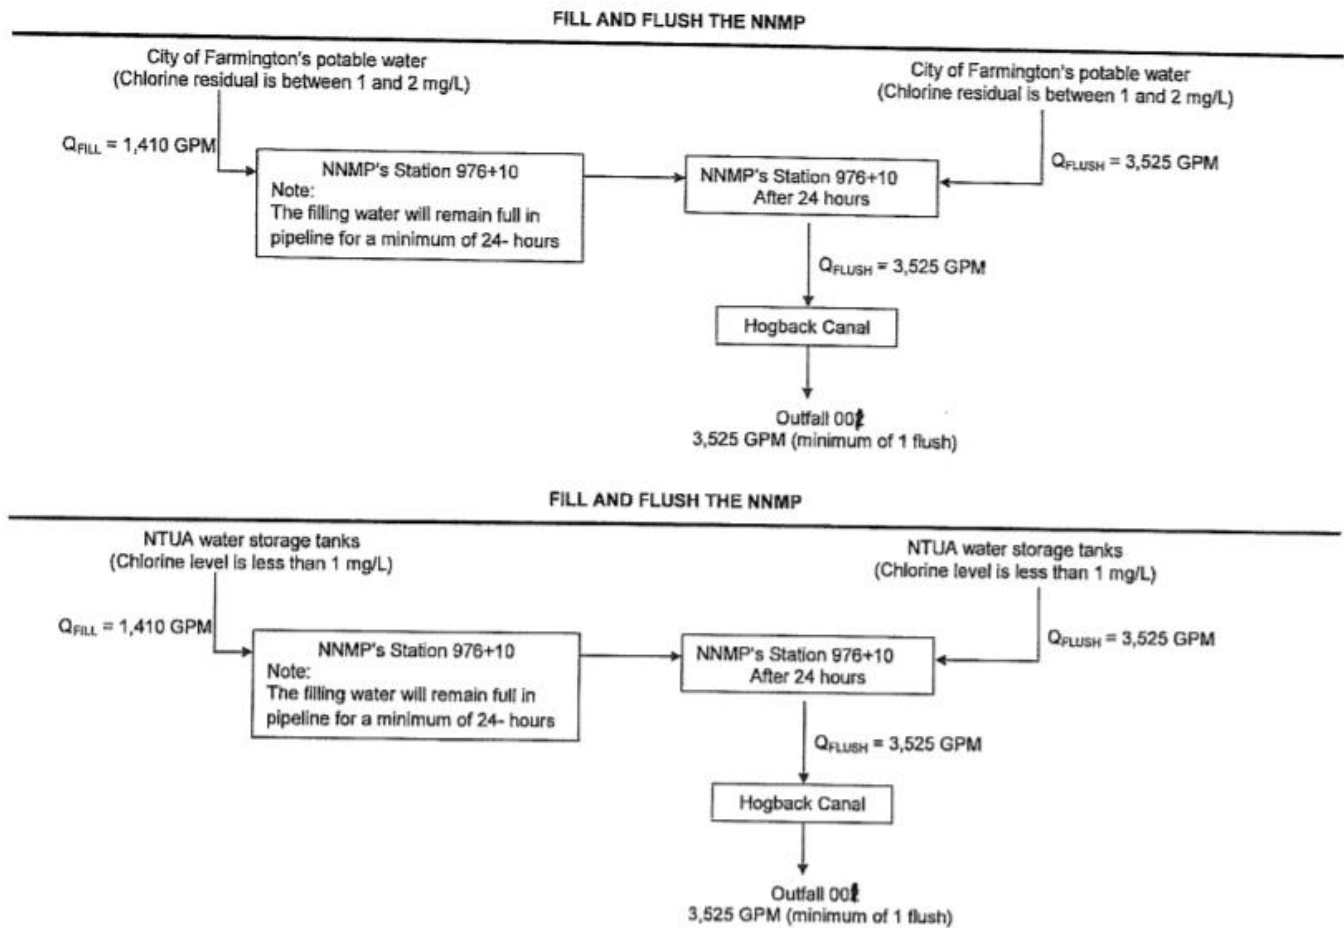 FILL AND FLUSH THE NNMP
City of Farmington's potable water
(Chlorine residual is between 1 and 2 mg/L)
City of Farmington's potable water
(Chlorine residual is between 1 and 2 mg/L)
QFILL = 1,410 GPM
QFLUSH = 3,525 GPM
NNMP's Station 976+10
Note:
The filling water will remain full in
pipeline for a minimum of 24- hours
NNMP's Station 976+10
After 24 hours
QFLUSH = 3,525 GPM
Hogback Canal
Outfall
3,525 GPM (minimum of 1 flush)
FILL AND FLUSH THE NNMP
NTUA water storage tanks
(Chlorine level is less than 1 mg/L)
NTUA water storage tanks
(Chlorine level is less than 1 mg/L)
QFILL = 1,410 GPM
QFLUSH = 3,525 GPM
NNMP's Station 976+10
Note:
The filling water will remain full in
pipeline for a minimum of 24- hours
NNMP's Station 976+10
After 24 hours
QFLUSH = 3,525 GPM
Hogback Canal
Outfall
3,525 GPM (minimum of 1 flush)